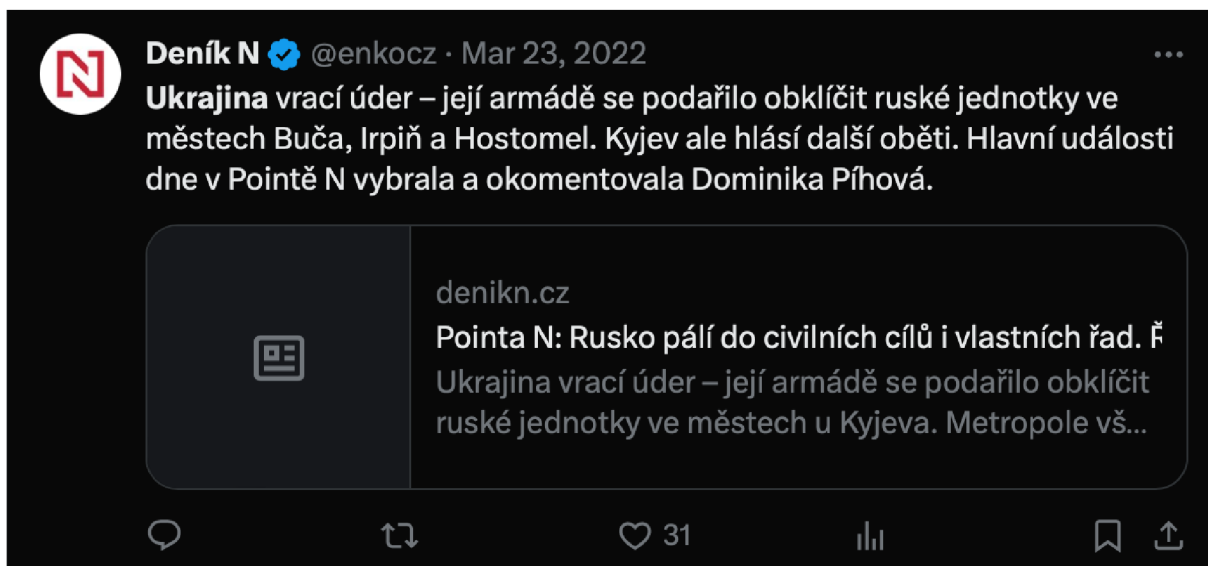 Deník N @enkocz · Mar 23, 2022
Ukrajina vrací úder – její armádě se podařilo obklíčit ruské jednotky ve
městech Buča, Irpiň a Hostomel. Kyjev ale hlásí další oběti. Hlavní události
dne v Pointě N vybrala a okomentovala Dominika Píhová.
denikn.cz
Pointa N: Rusko pálí do civilních cílů i vlastních řad. Ř
Ukrajina vrací úder – její armádě se podařilo obklíčit
ruské jednotky ve městech u Kyjeva. Metropole vš...
31